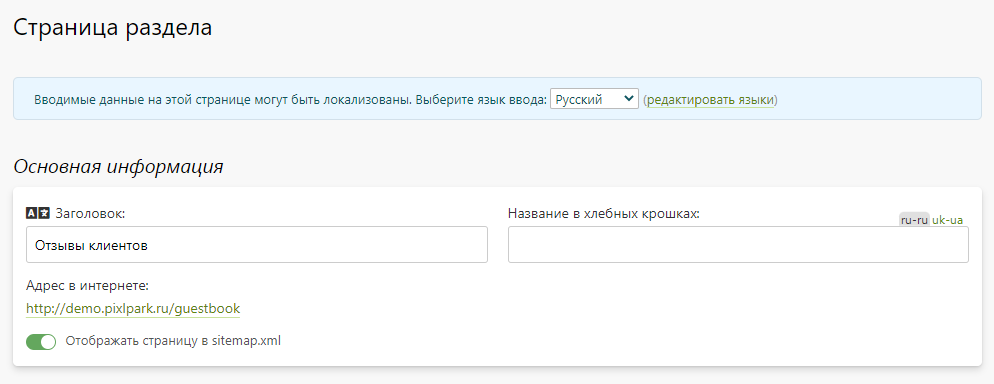 Страница раздела
Вводимые данные на этой странице могут быть локализованы. Выберите язык ввода: Русский (редактировать языки)
Основная информация
Заголовок:
Название в хлебных крошках:
ru-ru uk-ua
Отзывы клиентов
Адрес в интернете:
http://demo.pixlpark.ru/guestbook
Отображать страницу в sitemap.xml